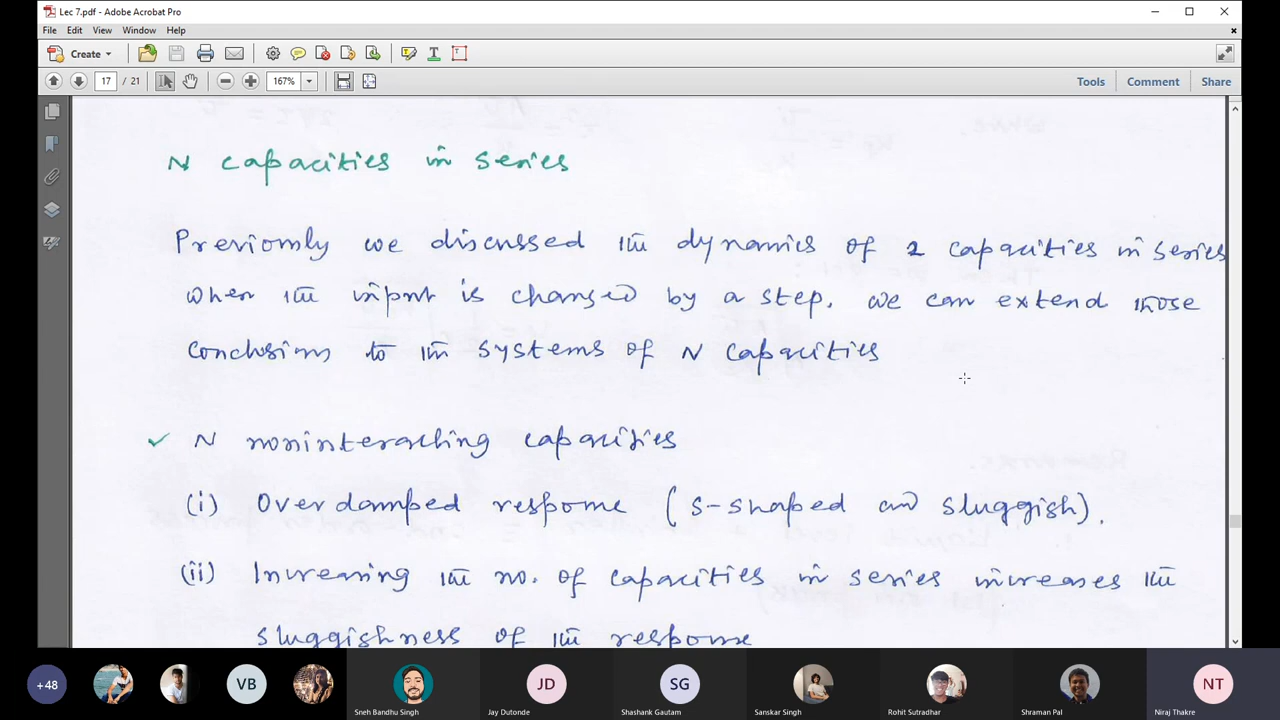 Lec 7.pdf - Adobe Acrobat Pro
File Edit View Window Help
Create
17 / 21 167% Tools Comment Share
N capacities in series
Previously we discussed the dynamics of 2 capacities in series
when the input is changed by a step. We can extend those
conclusions to the systems of N capacities
✓ N noninteracting capacities
(i) Overdamped response (S-shaped and sluggish).
(ii) Increasing the no. of capacities in series increases the
sluggishness of the response
+48 VB JD SG NT
Sneh Bandhu Singh Jay Dutonde Shashank Gautam Sanskar Singh Rohit Sutradhar Shraman Pal Niraj Thakre